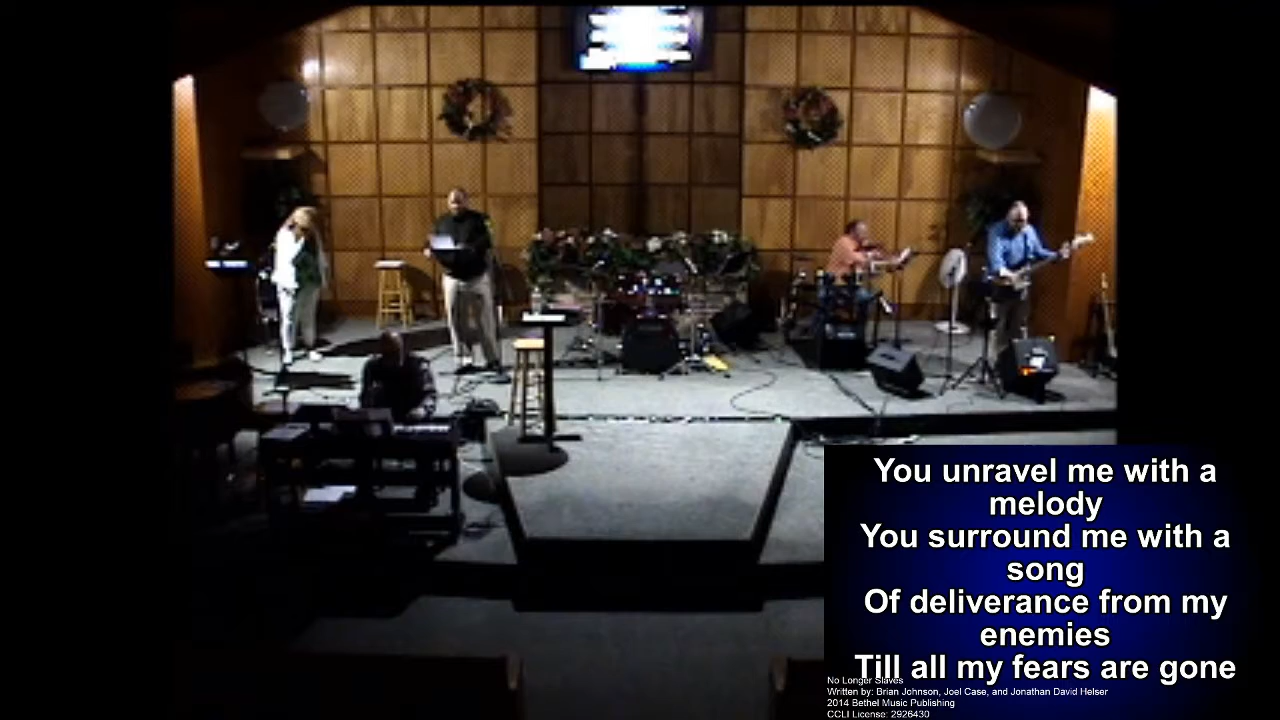 You unravel me with a
melody
You surround me with a
song
Of deliverance from my
enemies
Till all my fears are gone
No Longer Slaves
Written by: Brian Johnson, Joel Case, and Jonathan David Helser
2014 Bethel Music Publishing
CCLI License: 2926430